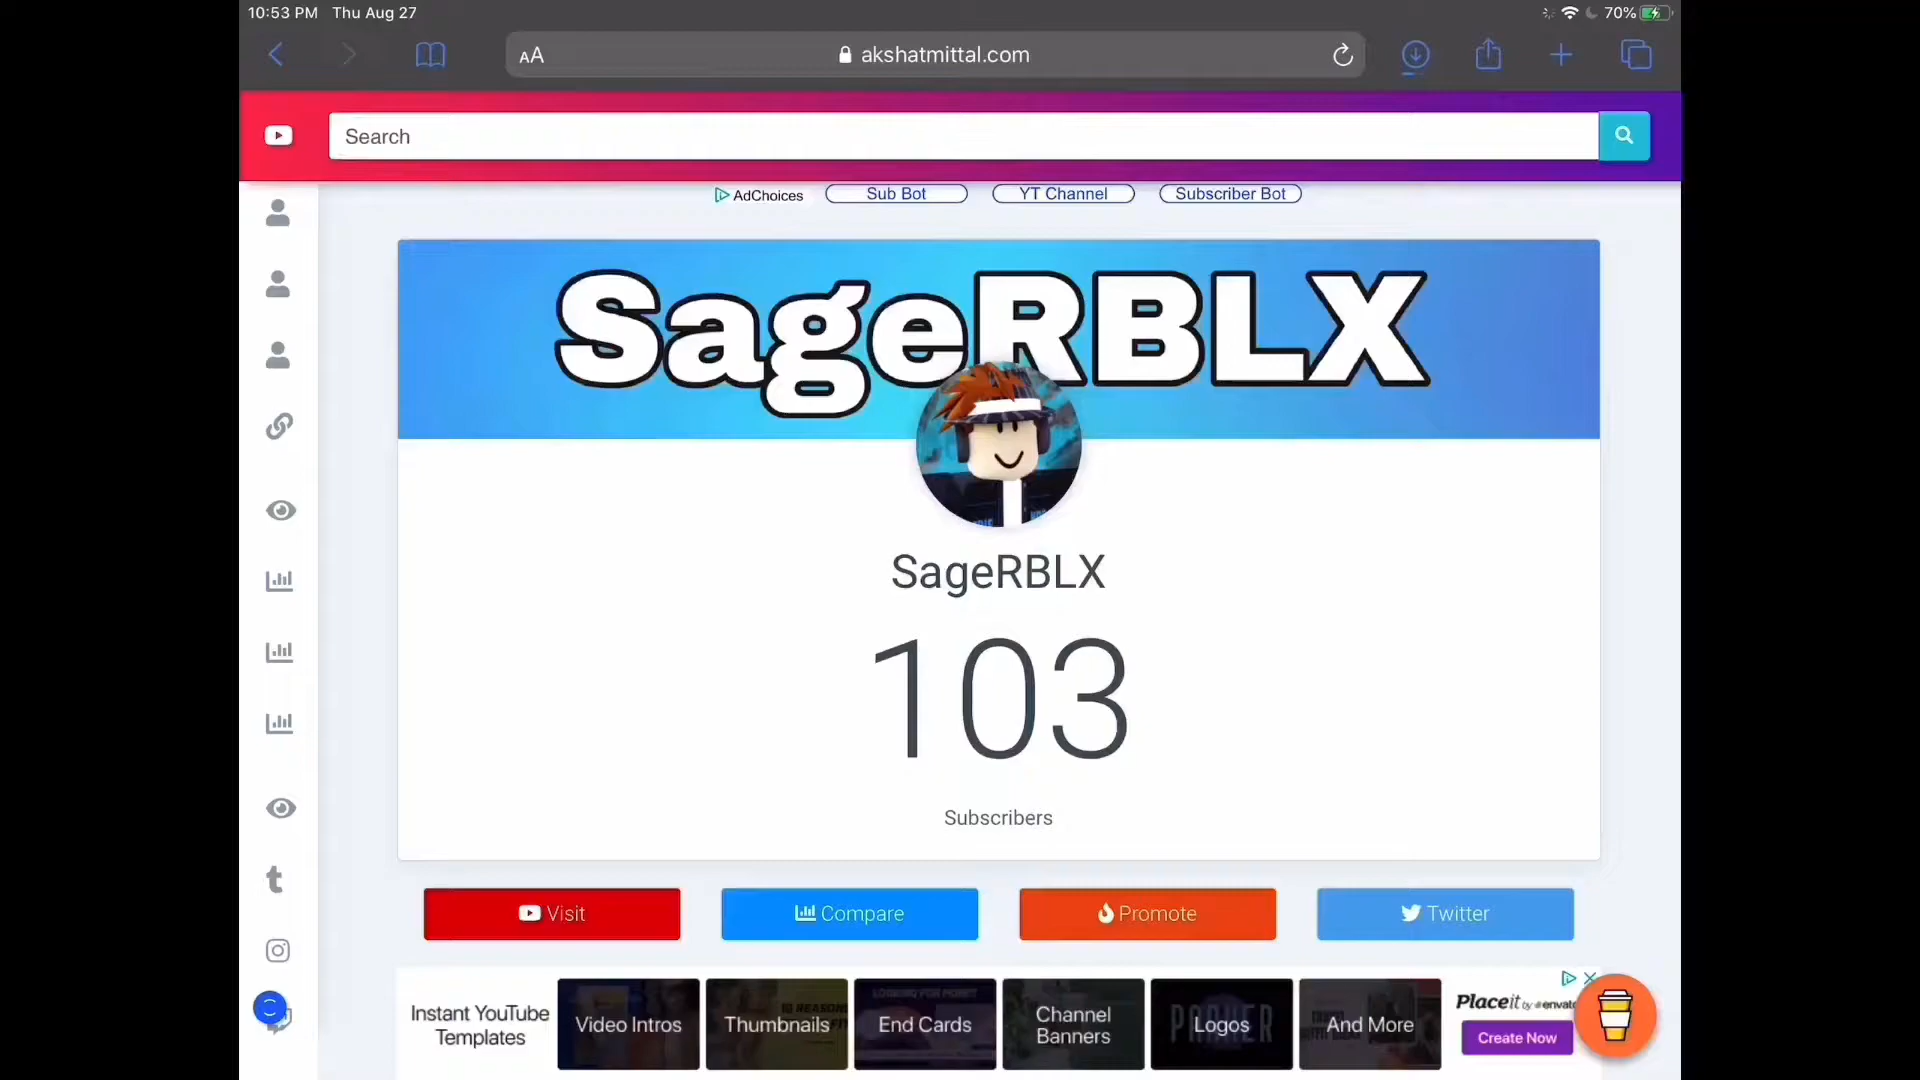 10:53 PM Thu Aug 27
70%
AA
akshatmittal.com
Search
AdChoices
Sub Bot
YT Channel
Subscriber Bot
SageRBLX
SageRBLX
103
Subscribers
Visit
Compare
Promote
Twitter
Instant YouTube
Templates
Video Intros
Thumbnails
End Cards
Channel
Banners
Logos
And More
Placeit by envato
Create Now